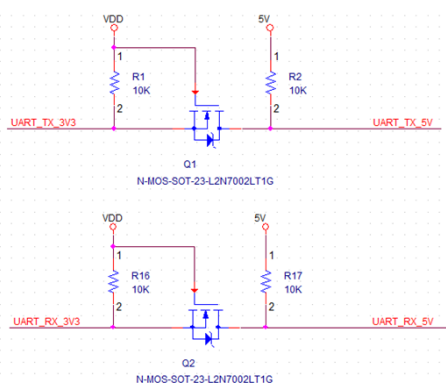 VDD
5V
1
1
R1
R2
10K
10K
2
2
UART_TX_3V3
UART_TX_5V
Q1
N-MOS-SOT-23-L2N7002LT1G
VDD
5V
1
1
R16
R17
10K
10K
2
2
UART_RX_3V3
UART_RX_5V
Q2
N-MOS-SOT-23-L2N7002LT1G